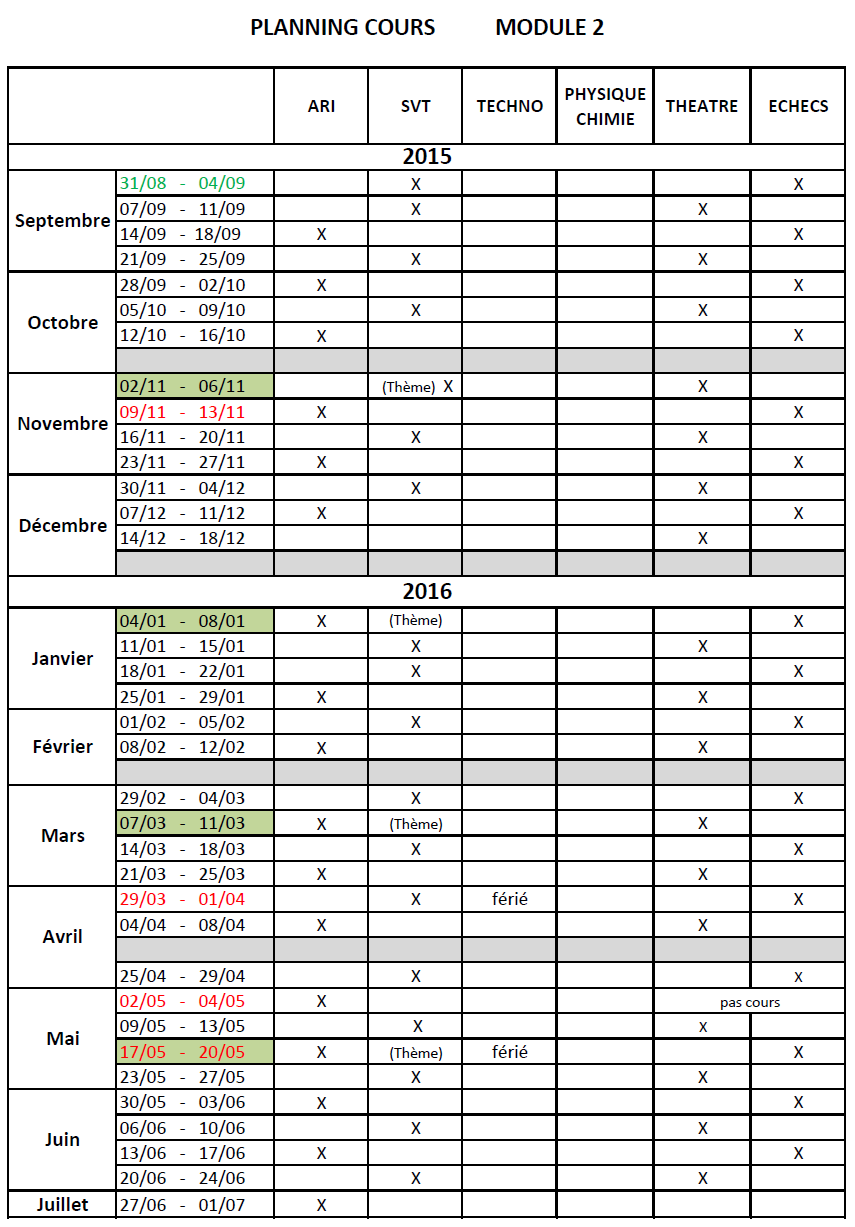 PLANNING COURS MODULE 2
ARI SVT TECHNO PHYSIQUE CHIMIE THEATRE ECHECS
2015
Septembre
31/08 - 04/09 X X
07/09 - 11/09 X X
14/09 - 18/09 X X
21/09 - 25/09 X X
Octobre
28/09 - 02/10 X X
05/10 - 09/10 X X
12/10 - 16/10 X X
Novembre
02/11 - 06/11 (Thème) X X
09/11 - 13/11 X X
16/11 - 20/11 X X
23/11 - 27/11 X X
Décembre
30/11 - 04/12 X X
07/12 - 11/12 X X
14/12 - 18/12 X
2016
Janvier
04/01 - 08/01 X (Thème) X
11/01 - 15/01 X X
18/01 - 22/01 X X
25/01 - 29/01 X X
Février
01/02 - 05/02 X X
08/02 - 12/02 X X
Mars
29/02 - 04/03 X X
07/03 - 11/03 X (Thème) X
14/03 - 18/03 X X
21/03 - 25/03 X X
Avril
29/03 - 01/04 X férié X
04/04 - 08/04 X X
25/04 - 29/04 X X
Mai
02/05 - 04/05 X pas cours
09/05 - 13/05 X X
17/05 - 20/05 X (Thème) férié X
23/05 - 27/05 X X
Juin
30/05 - 03/06 X X
06/06 - 10/06 X X
13/06 - 17/06 X X
20/06 - 24/06 X X
Juillet
27/06 - 01/07 X